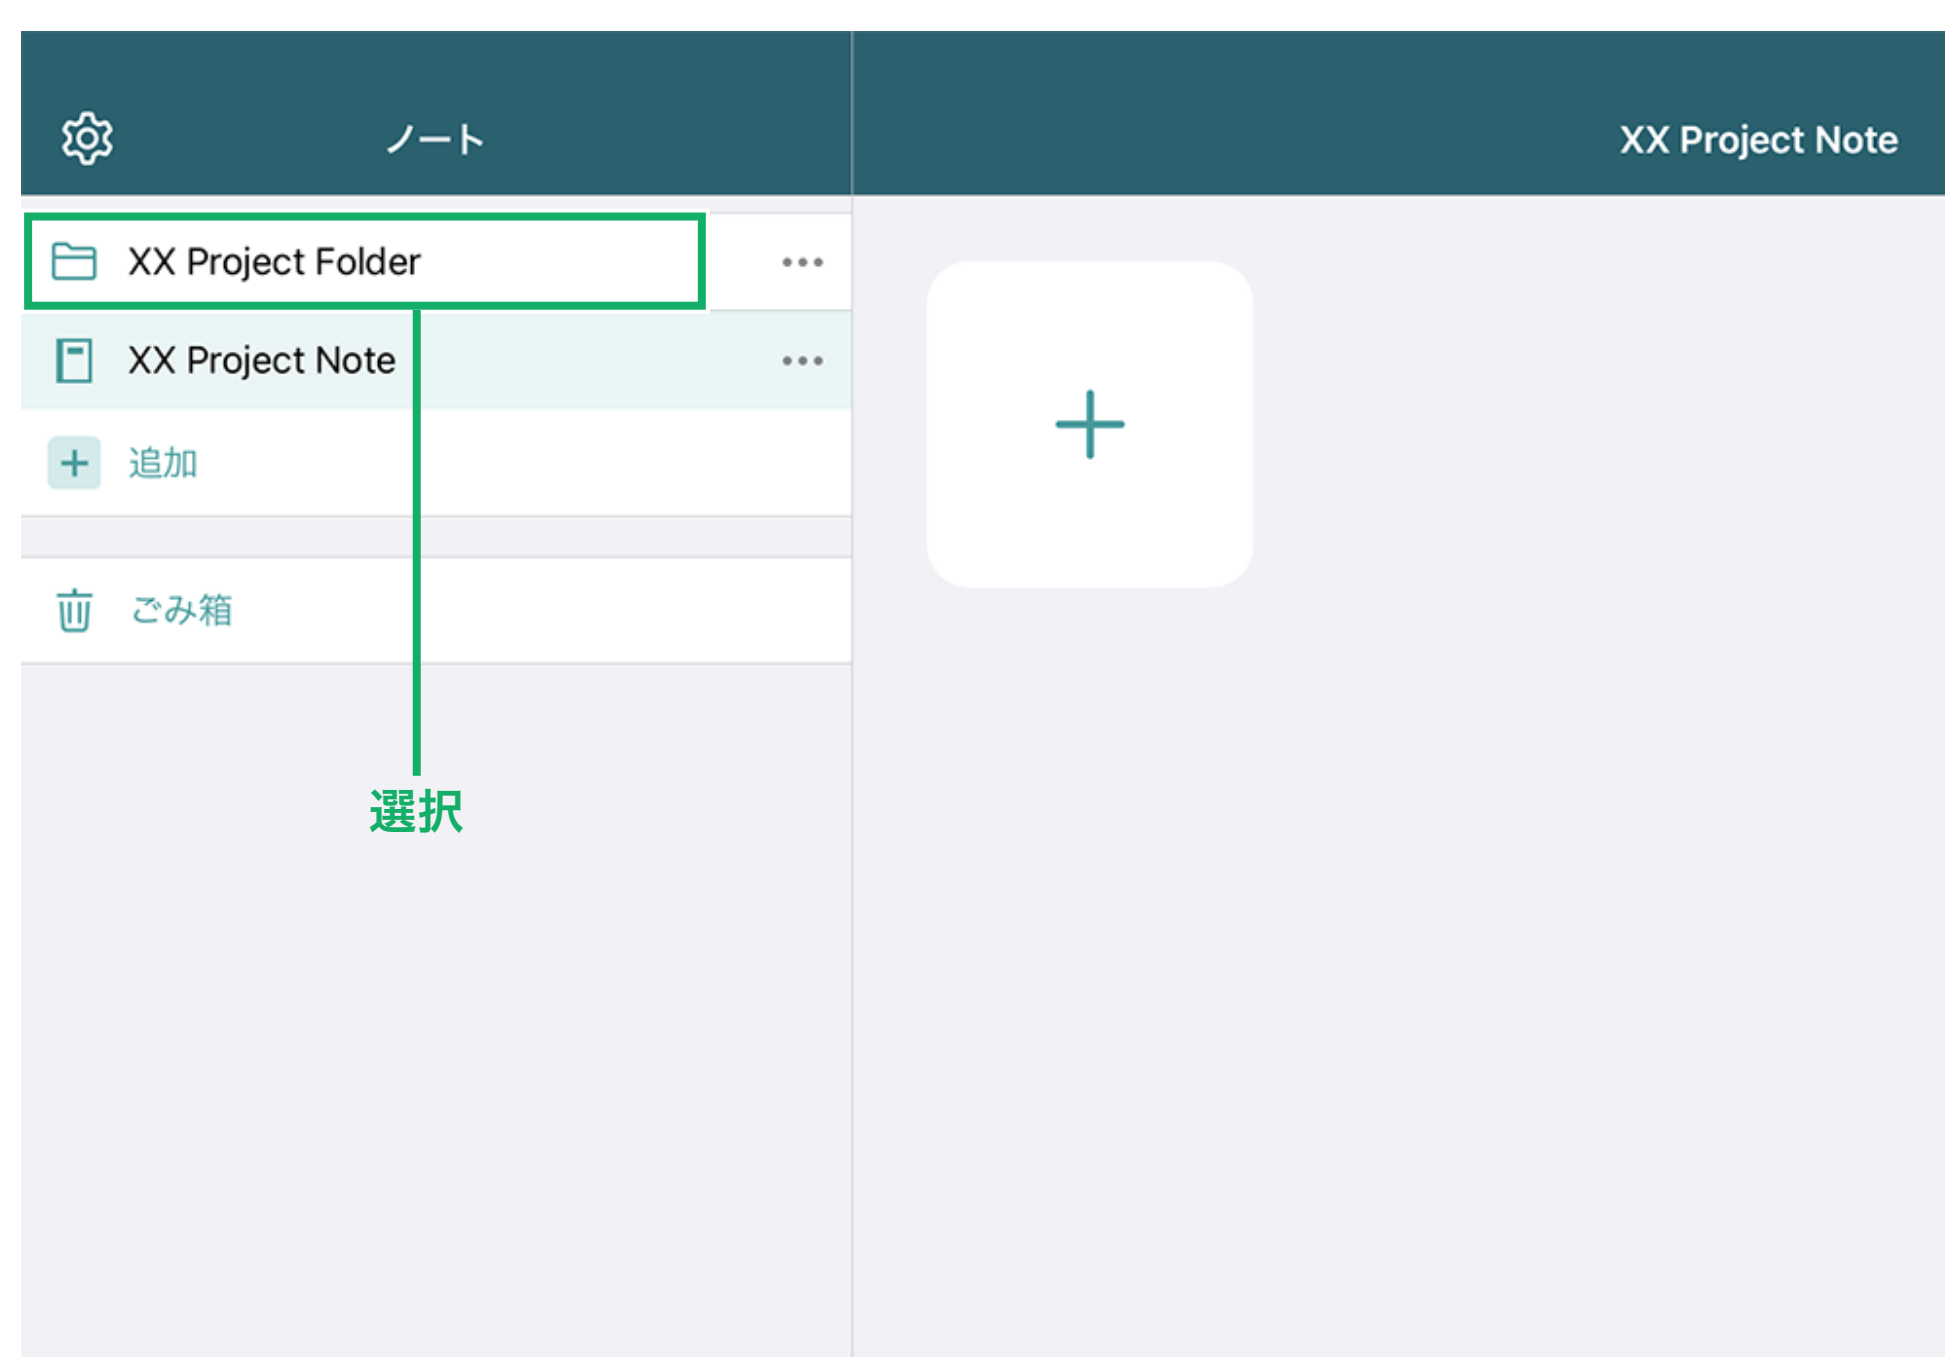 ノート
XX Project Note
XX Project Folder
XX Project Note
追加
ごみ箱
選択